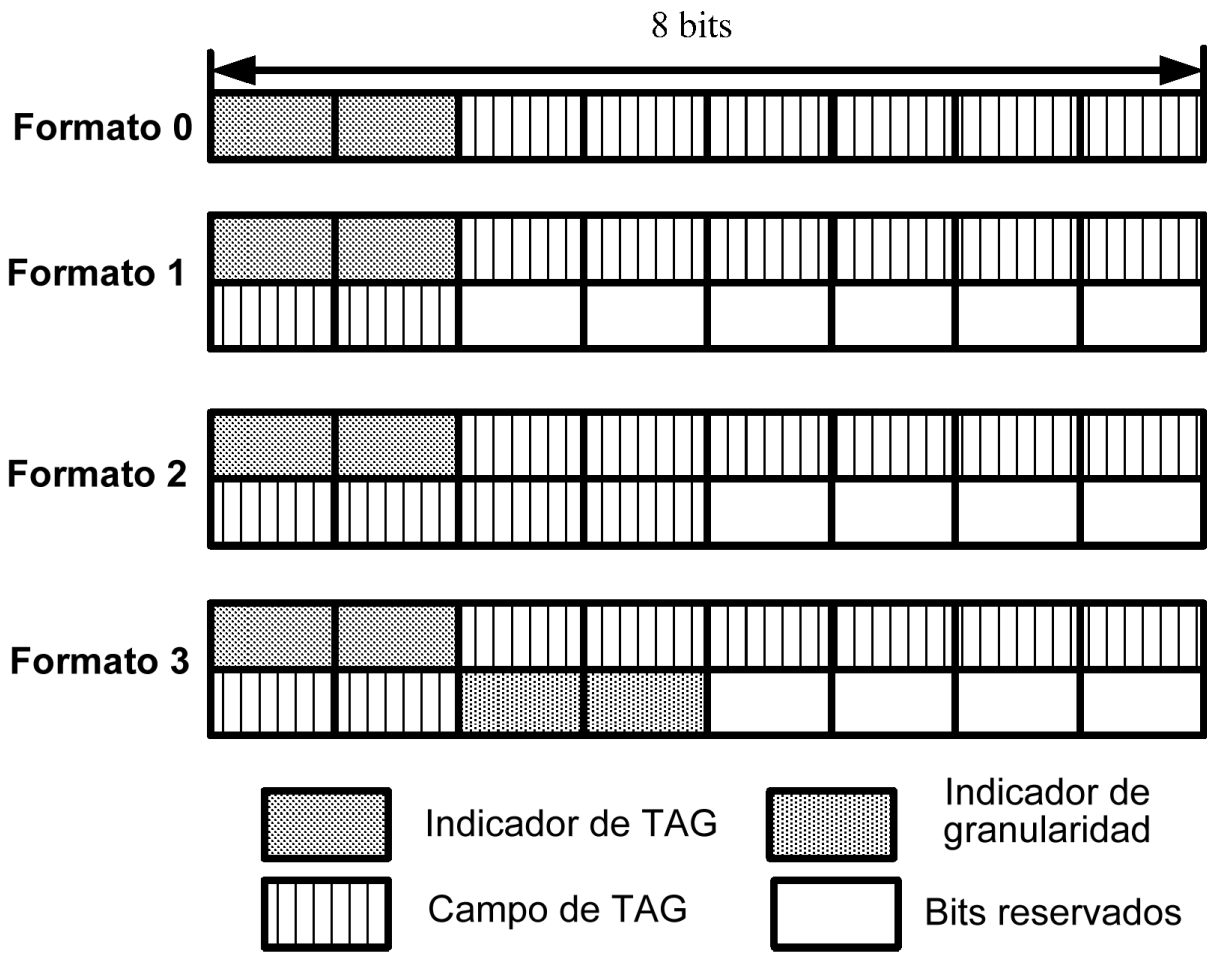 8 bits
Formato 0
Formato 1
Formato 2
Formato 3
Indicador de TAG
Indicador de
granularidad
Campo de TAG
Bits reservados